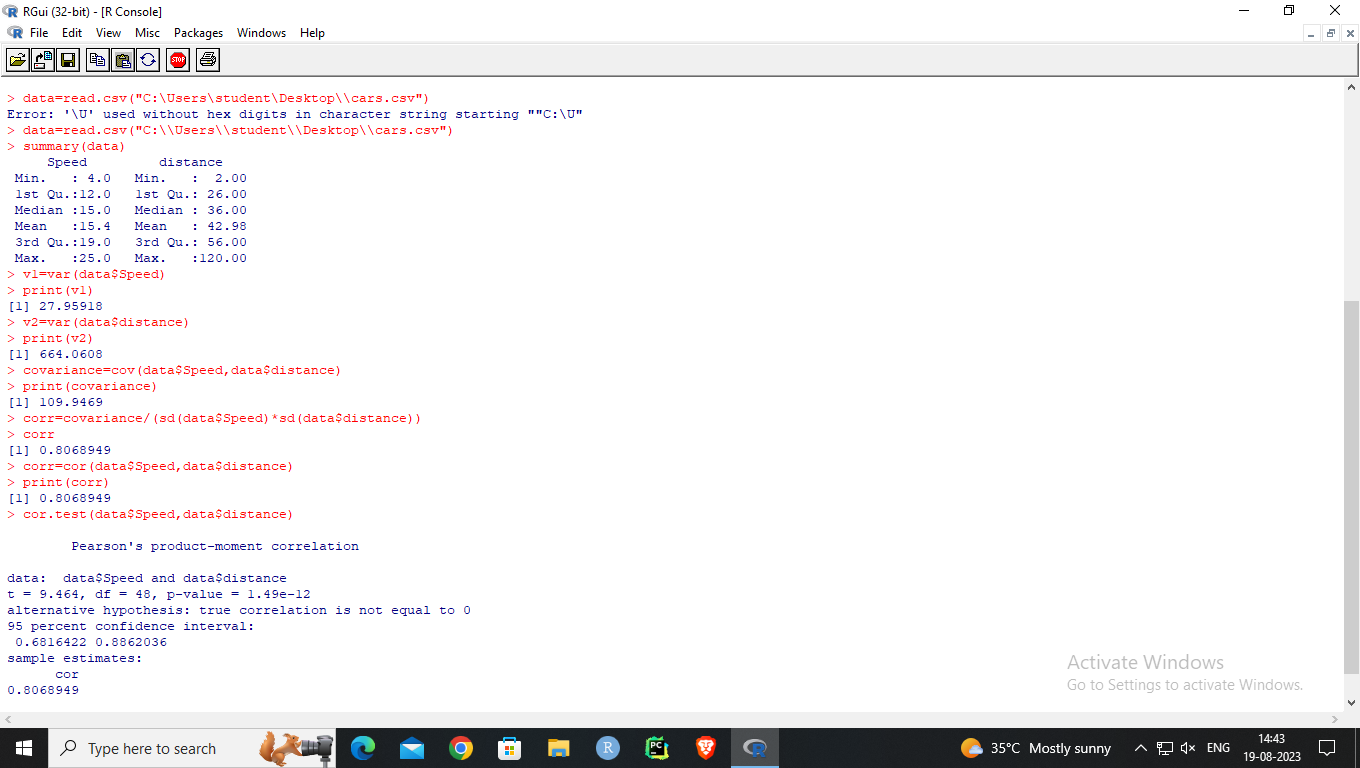 RGui (32-bit) - [R Console]
File Edit View Misc Packages Windows Help
STOP
> data=read.csv("C:\Users\student\Desktop\\cars.csv")
Error: '\U' used without hex digits in character string starting ""C:\U"
> data=read.csv("C:\\Users\\student\\Desktop\\cars.csv")
> summary(data)
     Speed         distance
 Min.   : 4.0   Min.   :  2.00
 1st Qu.:12.0   1st Qu.: 26.00
 Median :15.0   Median : 36.00
 Mean   :15.4   Mean   : 42.98
 3rd Qu.:19.0   3rd Qu.: 56.00
 Max.   :25.0   Max.   :120.00
> v1=var(data$Speed)
> print(v1)
[1] 27.95918
> v2=var(data$distance)
> print(v2)
[1] 664.0608
> covariance=cov(data$Speed,data$distance)
> print(covariance)
[1] 109.9469
> corr=covariance/(sd(data$Speed)*sd(data$distance))
> corr
[1] 0.8068949
> corr=cor(data$Speed,data$distance)
> print(corr)
[1] 0.8068949
> cor.test(data$Speed,data$distance)
        Pearson's product-moment correlation
data:  data$Speed and data$distance
t = 9.464, df = 48, p-value = 1.49e-12
alternative hypothesis: true correlation is not equal to 0
95 percent confidence interval:
 0.6816422 0.8862036
sample estimates:
      cor
0.8068949
Activate Windows
Go to Settings to activate Windows.
Type here to search
R
PC
R
35°C Mostly sunny
ENG
14:43
19-08-2023